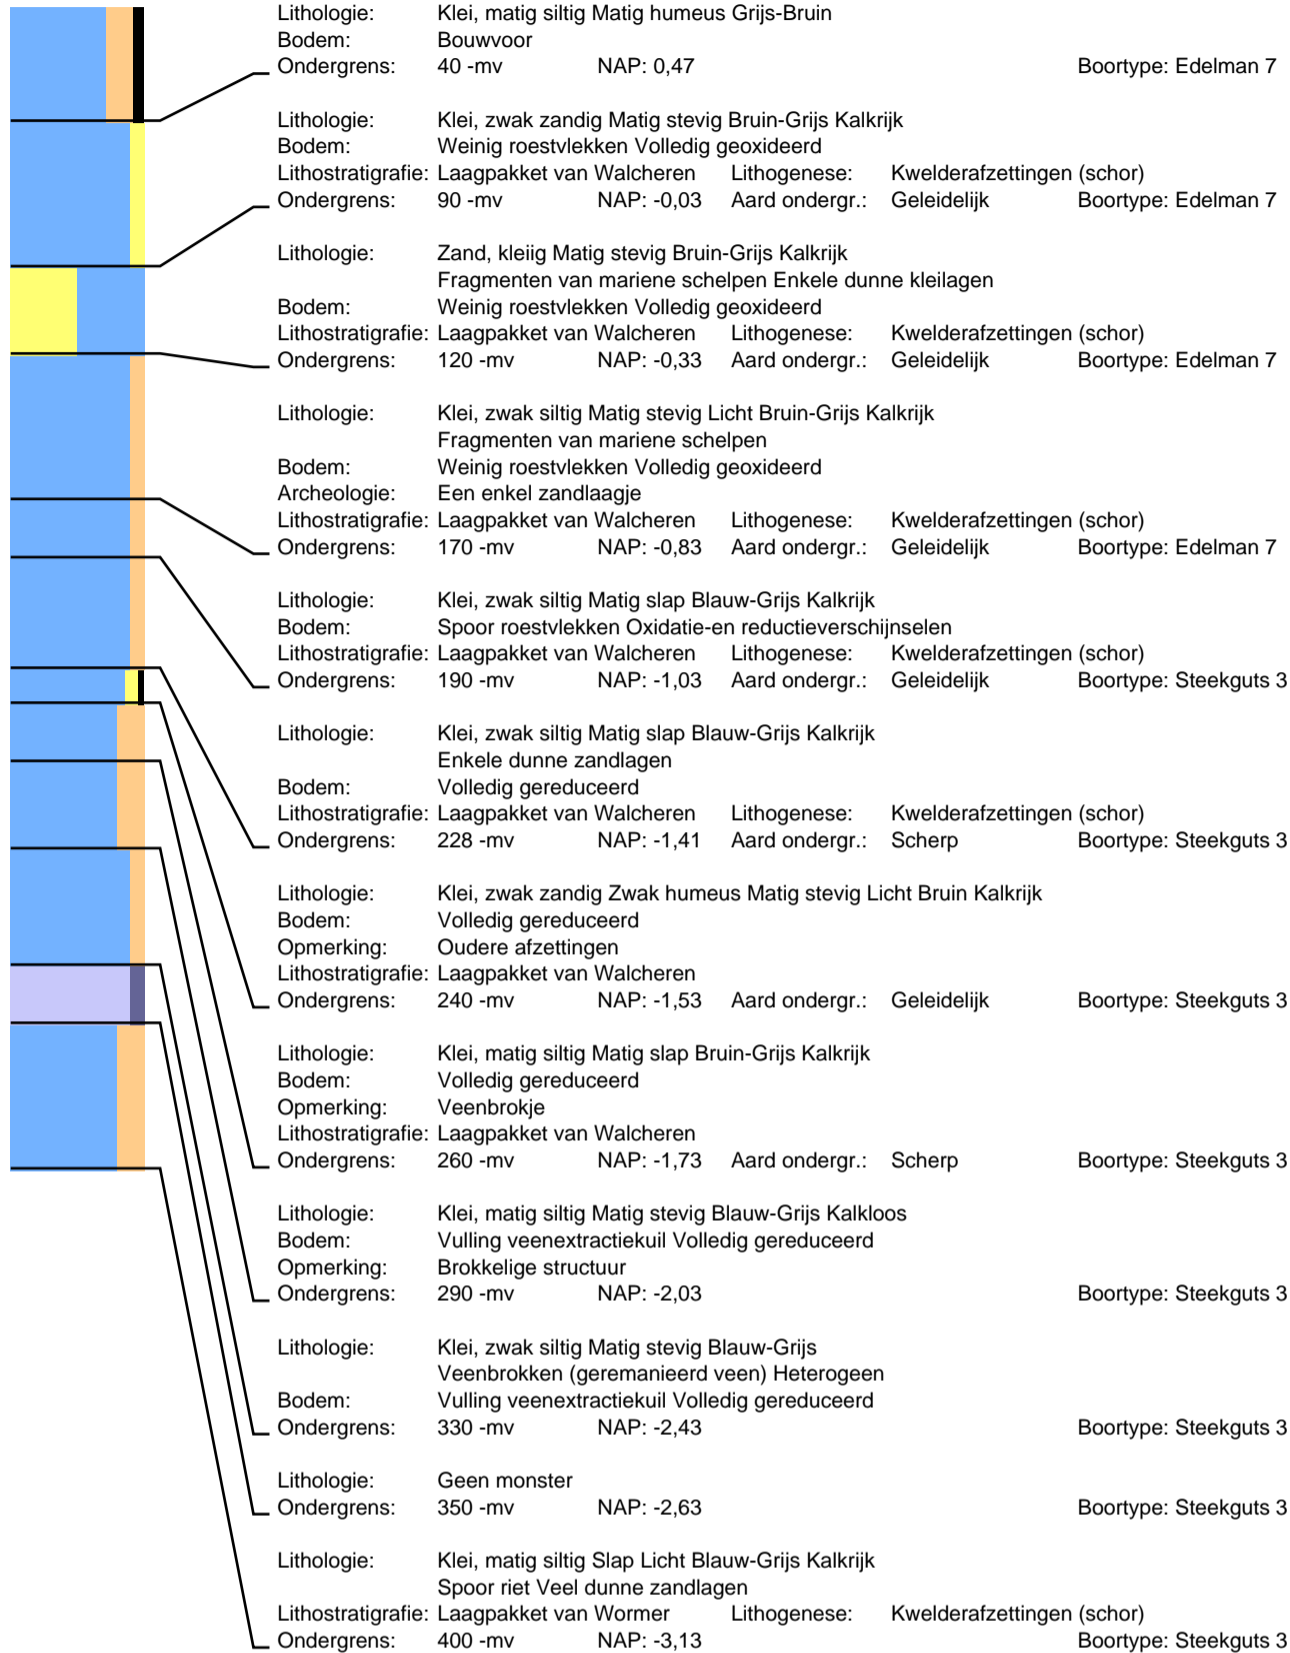 Lithologie: Klei, matig siltig Matig humeus Grijs-Bruin
Bodem: Bouwvoor
Ondergrens: 40 -mv NAP: 0,47 Boortype: Edelman 7
Lithologie: Klei, zwak zandig Matig stevig Bruin-Grijs Kalkrijk
Bodem: Weinig roestvlekken Volledig geoxideerd
Lithostratigrafie: Laagpakket van Walcheren Lithogenese: Kwelderafzettingen (schor)
Ondergrens: 90 -mv NAP: -0,03 Aard ondergr.: Geleidelijk Boortype: Edelman 7
Lithologie: Zand, kleiig Matig stevig Bruin-Grijs Kalkrijk
Fragmenten van mariene schelpen Enkele dunne kleilagen
Bodem: Weinig roestvlekken Volledig geoxideerd
Lithostratigrafie: Laagpakket van Walcheren Lithogenese: Kwelderafzettingen (schor)
Ondergrens: 120 -mv NAP: -0,33 Aard ondergr.: Geleidelijk Boortype: Edelman 7
Lithologie: Klei, zwak siltig Matig stevig Licht Bruin-Grijs Kalkrijk
Fragmenten van mariene schelpen
Bodem: Weinig roestvlekken Volledig geoxideerd
Archeologie: Een enkel zandlaagje
Lithostratigrafie: Laagpakket van Walcheren Lithogenese: Kwelderafzettingen (schor)
Ondergrens: 170 -mv NAP: -0,83 Aard ondergr.: Geleidelijk Boortype: Edelman 7
Lithologie: Klei, zwak siltig Matig slap Blauw-Grijs Kalkrijk
Bodem: Spoor roestvlekken Oxidatie-en reductieverschijnselen
Lithostratigrafie: Laagpakket van Walcheren Lithogenese: Kwelderafzettingen (schor)
Ondergrens: 190 -mv NAP: -1,03 Aard ondergr.: Geleidelijk Boortype: Steekguts 3
Lithologie: Klei, zwak siltig Matig slap Blauw-Grijs Kalkrijk
Enkele dunne zandlagen
Bodem: Volledig gereduceerd
Lithostratigrafie: Laagpakket van Walcheren Lithogenese: Kwelderafzettingen (schor)
Ondergrens: 228 -mv NAP: -1,41 Aard ondergr.: Scherp Boortype: Steekguts 3
Lithologie: Klei, zwak zandig Zwak humeus Matig stevig Licht Bruin Kalkrijk
Bodem: Volledig gereduceerd
Opmerking: Oudere afzettingen
Lithostratigrafie: Laagpakket van Walcheren
Ondergrens: 240 -mv NAP: -1,53 Aard ondergr.: Geleidelijk Boortype: Steekguts 3
Lithologie: Klei, matig siltig Matig slap Bruin-Grijs Kalkrijk
Bodem: Volledig gereduceerd
Opmerking: Veenbrokje
Lithostratigrafie: Laagpakket van Walcheren
Ondergrens: 260 -mv NAP: -1,73 Aard ondergr.: Scherp Boortype: Steekguts 3
Lithologie: Klei, matig siltig Matig stevig Blauw-Grijs Kalkloos
Bodem: Vulling veenextractiekuil Volledig gereduceerd
Opmerking: Brokkelige structuur
Ondergrens: 290 -mv NAP: -2,03 Boortype: Steekguts 3
Lithologie: Klei, zwak siltig Matig stevig Blauw-Grijs
Veenbrokken (geremanieerd veen) Heterogeen
Bodem: Vulling veenextractiekuil Volledig gereduceerd
Ondergrens: 330 -mv NAP: -2,43 Boortype: Steekguts 3
Lithologie: Geen monster
Ondergrens: 350 -mv NAP: -2,63 Boortype: Steekguts 3
Lithologie: Klei, matig siltig Slap Licht Blauw-Grijs Kalkrijk
Spoor riet Veel dunne zandlagen
Lithostratigrafie: Laagpakket van Wormer Lithogenese: Kwelderafzettingen (schor)
Ondergrens: 400 -mv NAP: -3,13 Boortype: Steekguts 3